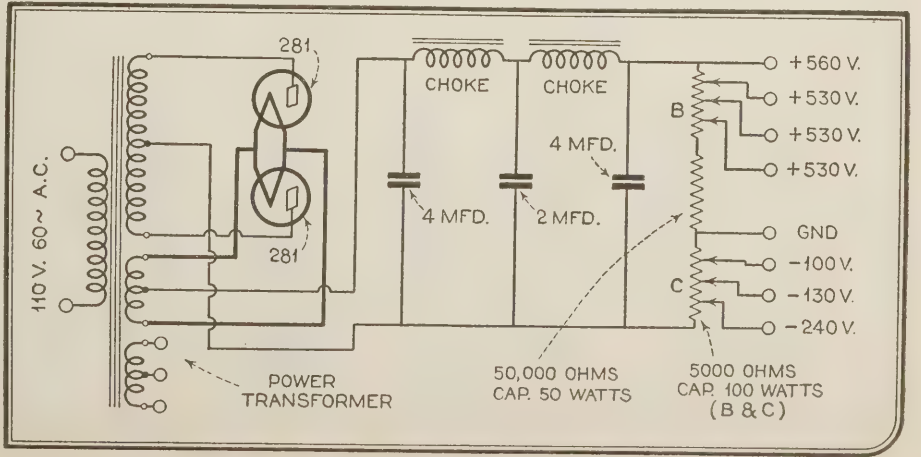 281
CHOKE
CHOKE
+560 V.
+530 V.
+530 V.
+530 V.
B
4 MFD.
4 MFD.
2 MFD.
281
110 V. 60~ A.C.
GND
-100 V.
-130 V.
-240 V.
C
POWER
TRANSFORMER
50,000 OHMS
CAP. 50 WATTS
5000 OHMS
CAP. 100 WATTS
(B & C)